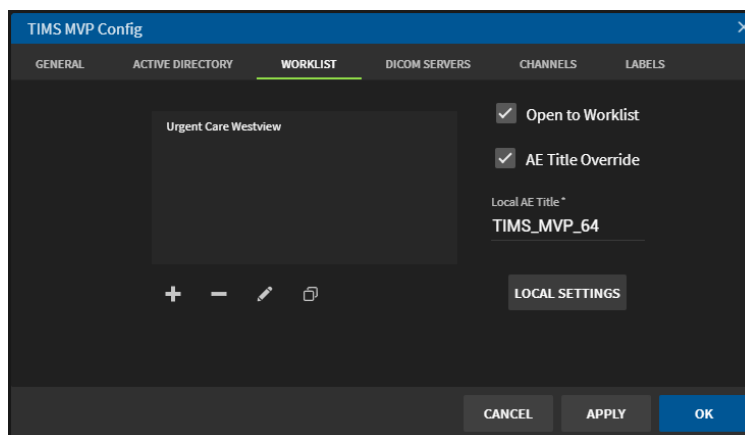 TIMS MVP Config
GENERAL ACTIVE DIRECTORY WORKLIST DICOM SERVERS CHANNELS LABELS
Urgent Care Westview
Open to Worklist
AE Title Override
Local AE Title *
TIMS_MVP_64
LOCAL SETTINGS
CANCEL APPLY OK